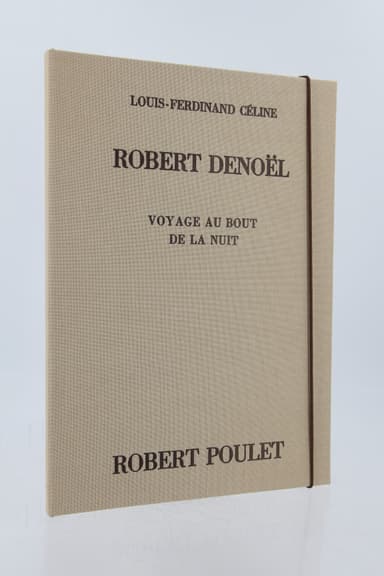 LOUIS-FERDINAND CÉLINE
ROBERT DENOËL
VOYAGE AU BOUT
DE LA NUIT
ROBERT POULET